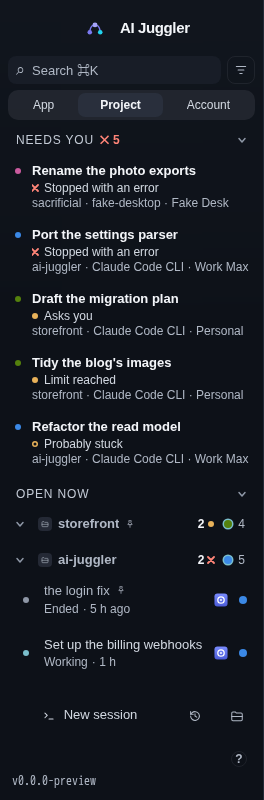 AI Juggler
Search ⌘K
App Project Account
NEEDS YOU ✕ 5
Rename the photo exports
Stopped with an error
sacrificial · fake-desktop · Fake Desk
Port the settings parser
Stopped with an error
ai-juggler · Claude Code CLI · Work Max
Draft the migration plan
Asks you
storefront · Claude Code CLI · Personal
Tidy the blog's images
Limit reached
storefront · Claude Code CLI · Personal
Refactor the read model
Probably stuck
ai-juggler · Claude Code CLI · Work Max
OPEN NOW
storefront 2 4
ai-juggler 2 ✕ 5
the login fix
Ended · 5 h ago
Set up the billing webhooks
Working · 1 h
New session
?
v0.0.0-preview